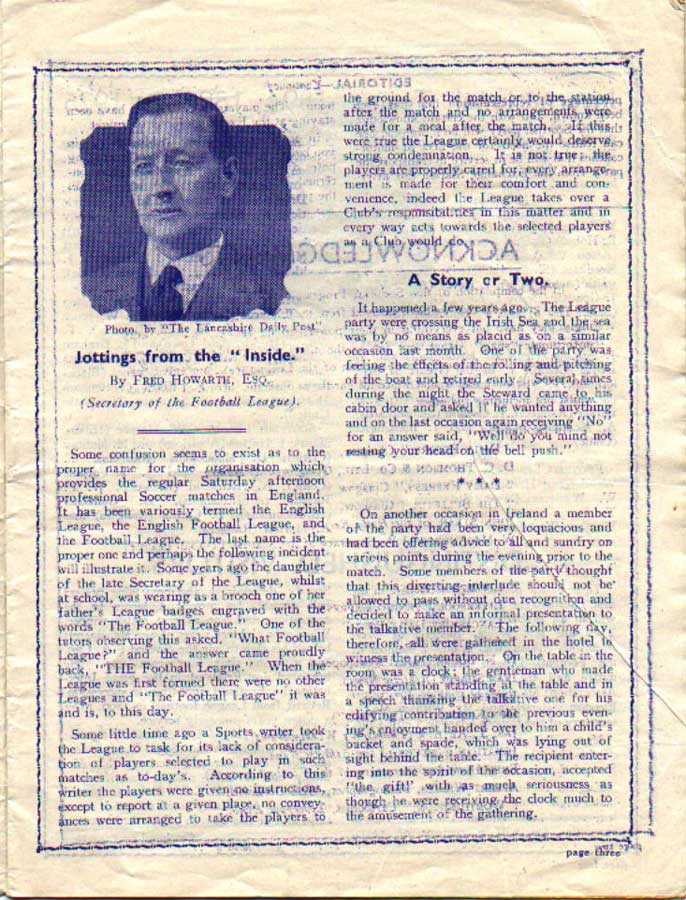 Photo. by "The Lancashire Daily Post"
Jottings from the "Inside."
By FRED HOWARTH, ESQ.
(Secretary of the Football League).
Some confusion seems to exist as to the
proper name for the organisation which
provides the regular Saturday afternoon
professional Soccer matches in England.
It has been variously termed the English
League, the English Football League, and
the Football League. The last name is the
proper one and perhaps the following incident
will illustrate it. Some years ago the daughter
of the late Secretary of the League, whilst
at school, was wearing as a brooch one of her
father's League badges engraved with the
words "The Football League." One of the
tutors observing this asked, "What Football
League?" and the answer came proudly
back, "THE Football League." When the
League was first formed there were no other
Leagues and "The Football League" it was
and is, to this day.
Some little time ago a Sports writer took
the League to task for its lack of considera-
tion of players selected to play in such
matches as to-day's. According to this
writer the players were given no instructions,
except to report at a given place, no convey-
ances were arranged to take the players to
the ground for the match or to the station
after the match and no arrangements were
made for a meal after the match. If this
were true the League certainly would deserve
strong condemnation. It is not true; the
players are properly cared for, every arrange-
ment is made for their comfort and con-
venience, indeed the League takes over a
Club's responsibilities in this matter and in
every way acts towards the selected players
as a Club would do.
A Story or Two.
It happened a few years ago. The League
party were crossing the Irish Sea and the sea
was by no means as placid as on a similar
occasion last month. One of the party was
feeling the effects of the rolling and pitching
of the boat and retired early. Several times
during the night the Steward came to his
cabin door and asked if he wanted anything
and on the last occasion again receiving "No"
for an answer said, "Well do you mind not
resting your head on the bell push."
* * *
On another occasion in Ireland a member
of the party had been very loquacious and
had been offering advice to all and sundry on
various points during the evening prior to the
match. Some members of the party thought
that this diverting interlude should not be
allowed to pass without due recognition and
decided to make an informal presentation to
the talkative member. The following day,
therefore, all were gathered in the hotel to
witness the presentation. On the table in the
room was a clock; the gentleman who made
the presentation standing at the table and in
a speech thanking the talkative one for his
edifying contribution to the previous even-
ing's enjoyment handed over to him a child's
bucket and spade, which was lying out of
sight behind the table. The recipient enter-
ing into the spirit of the occasion, accepted
"the gift" with as much seriousness as
though he were receiving the clock much to
the amusement of the gathering.
page three